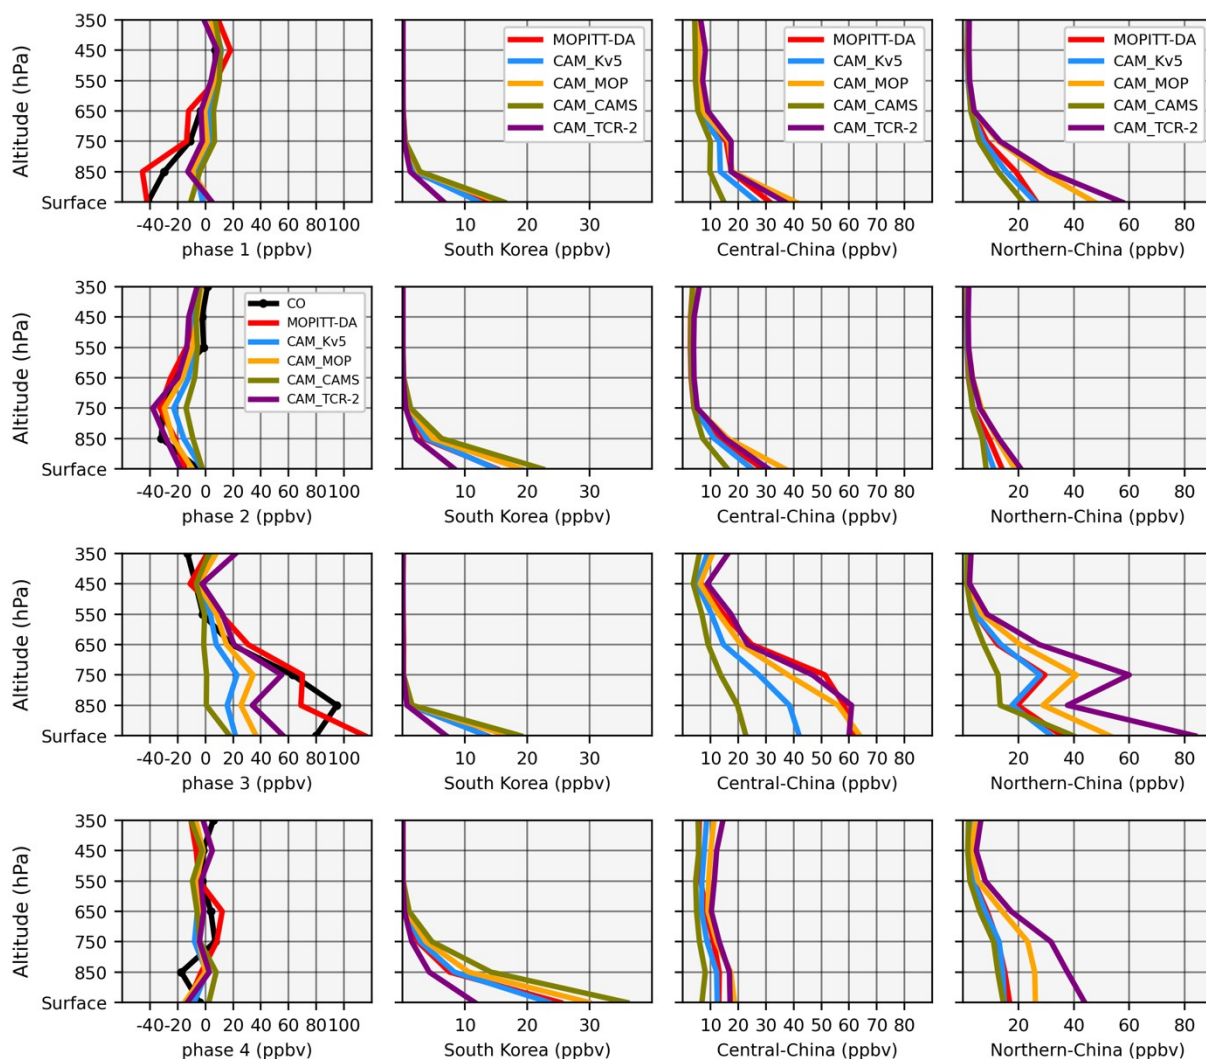 350
450
550
650
750
850
Surface
Altitude (hPa)
-40 -20 0 20 40 60 80 100
phase 1 (ppbv)
MOPITT-DA
CAM_Kv5
CAM_MOP
CAM_CAMS
CAM_TCR-2
10 20 30
South Korea (ppbv)
MOPITT-DA
CAM_Kv5
CAM_MOP
CAM_CAMS
CAM_TCR-2
10 20 30 40 50 60 70 80
Central-China (ppbv)
MOPITT-DA
CAM_Kv5
CAM_MOP
CAM_CAMS
CAM_TCR-2
20 40 60 80
Northern-China (ppbv)
350
450
550
650
750
850
Surface
Altitude (hPa)
CO
MOPITT-DA
CAM_Kv5
CAM_MOP
CAM_CAMS
CAM_TCR-2
-40 -20 0 20 40 60 80 100
phase 2 (ppbv)
10 20 30
South Korea (ppbv)
10 20 30 40 50 60 70 80
Central-China (ppbv)
20 40 60 80
Northern-China (ppbv)
350
450
550
650
750
850
Surface
Altitude (hPa)
-40 -20 0 20 40 60 80 100
phase 3 (ppbv)
10 20 30
South Korea (ppbv)
10 20 30 40 50 60 70 80
Central-China (ppbv)
20 40 60 80
Northern-China (ppbv)
350
450
550
650
750
850
Surface
Altitude (hPa)
-40 -20 0 20 40 60 80 100
phase 4 (ppbv)
10 20 30
South Korea (ppbv)
10 20 30 40 50 60 70 80
Central-China (ppbv)
20 40 60 80
Northern-China (ppbv)